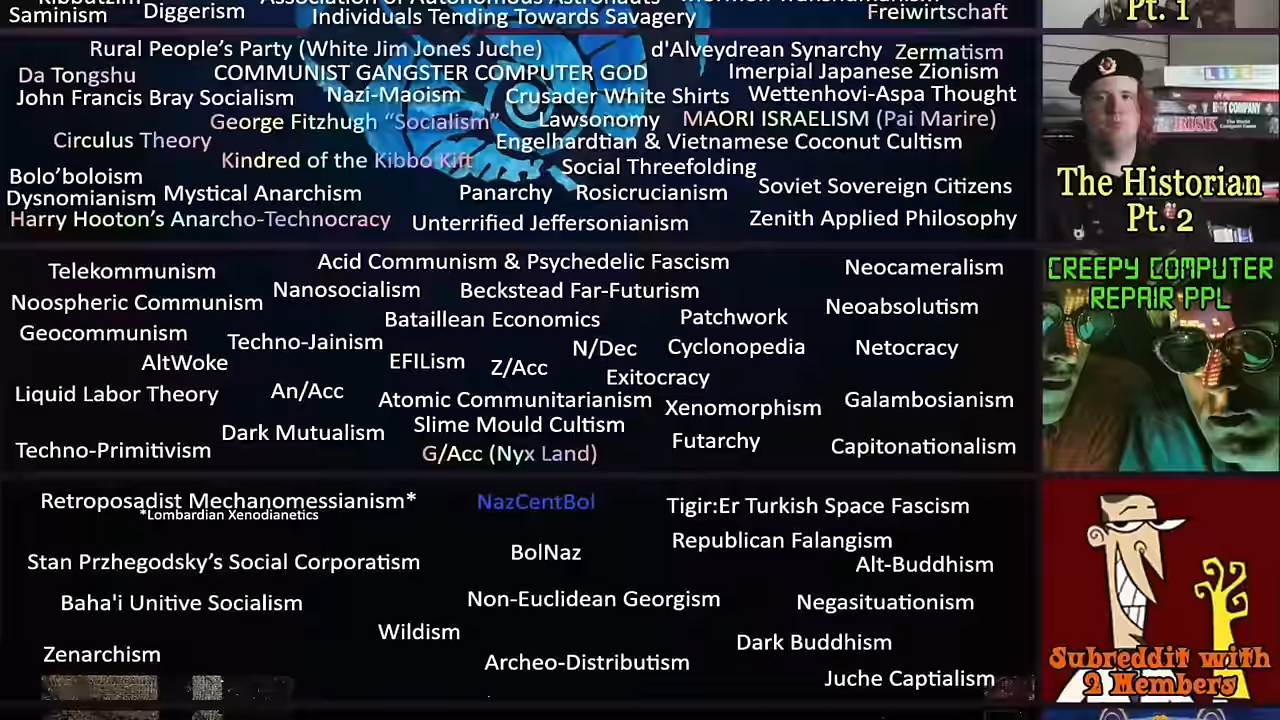 Saminism
Diggerism
Individuals Tending Towards Savagery
Freiwirtschaft
Pt. 1
Rural People's Party (White Jim Jones Juche)
d'Alveydrean Synarchy
Zermatism
Da Tongshu
COMMUNIST GANGSTER COMPUTER GOD
Imerpial Japanese Zionism
John Francis Bray Socialism
Nazi-Maoism
Crusader White Shirts
Wettenhovi-Aspa Thought
George Fitzhugh “Socialism”
Lawsonomy
MAORI ISRAELISM (Pai Marire)
Circulus Theory
Engelhardtian & Vietnamese Coconut Cultism
Kindred of the Kibbo Kift
Social Threefolding
Bolo'boloism
Dysnomianism
Mystical Anarchism
Panarchy
Rosicrucianism
Soviet Sovereign Citizens
Harry Hooton's Anarcho-Technocracy
Unterrified Jeffersonianism
Zenith Applied Philosophy
RISK
The Historian
Pt. 2
Telekommunism
Acid Communism & Psychedelic Fascism
Neocameralism
Noospheric Communism
Nanosocialism
Beckstead Far-Futurism
Neoabsolutism
Geocommunism
Bataillean Economics
Patchwork
Techno-Jainism
N/Dec
Cyclonopedia
Netocracy
AltWoke
EFILism
Z/Acc
Exitocracy
Liquid Labor Theory
An/Acc
Atomic Communitarianism
Xenomorphism
Galambosianism
Dark Mutualism
Slime Mould Cultism
Futarchy
Capitonationalism
Techno-Primitivism
G/Acc (Nyx Land)
CREEPY COMPUTER
REPAIR PPL
Retroposadist Mechanomessianism*
*Lombardian Xenodianetics
NazCentBol
Tigir:Er Turkish Space Fascism
Republican Falangism
Stan Przhegodsky's Social Corporatism
BolNaz
Alt-Buddhism
Baha'i Unitive Socialism
Non-Euclidean Georgism
Negasituationism
Wildism
Dark Buddhism
Zenarchism
Archeo-Distributism
Juche Captialism
Subreddit with
2 Members